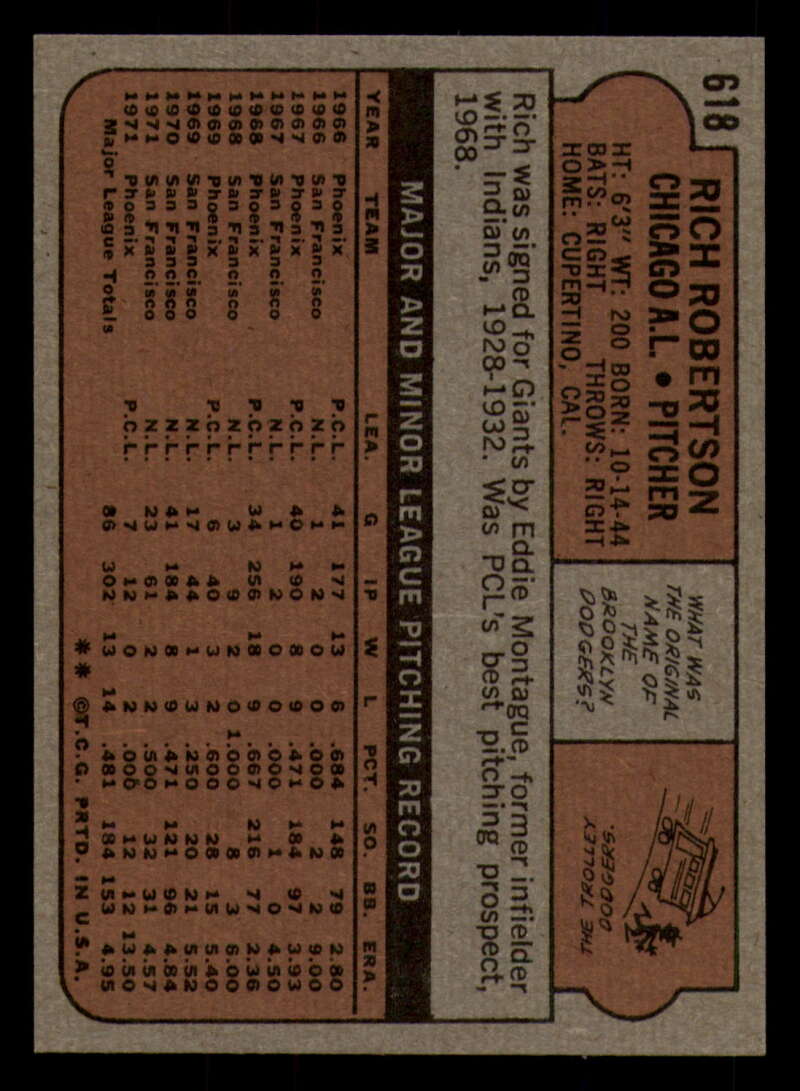 618
RICH ROBERTSON
CHICAGO A.L. • PITCHER
HT: 6'3" WT: 200 BORN: 10-14-44
BATS: RIGHT THROWS: RIGHT
HOME: CUPERTINO, CAL.
WHAT WAS
THE ORIGINAL
NAME OF
THE
BROOKLYN
DODGERS?
THE TROLLEY
DODGERS.
Rich was signed for Giants by Eddie Montague, former infielder
with Indians, 1928-1932. Was PCL's best pitching prospect,
1968.
MAJOR AND MINOR LEAGUE PITCHING RECORD
YEAR TEAM LEA. G IP W L PCT. SO. BB. ERA.
1966 Phoenix P.C.L. 41 177 13 6 .684 148 79 2.80
1966 San Francisco N.L. 1 2 0 0 .000 2 2 9.00
1967 Phoenix P.C.L. 40 190 8 9 .471 184 97 3.93
1967 San Francisco N.L. 1 2 0 0 .000 1 0 4.50
1968 Phoenix P.C.L. 34 256 18 9 .667 216 77 2.36
1968 San Francisco N.L. 3 9 2 0 1.000 8 3 6.00
1969 Phoenix P.C.L. 6 40 3 2 .600 28 15 5.40
1969 San Francisco N.L. 17 44 1 3 .250 20 21 5.52
1970 San Francisco N.L. 41 184 8 9 .471 121 96 4.84
1971 San Francisco N.L. 23 61 2 2 .500 32 31 4.57
1971 Phoenix P.C.L. 7 12 0 2 .000 12 12 13.50
Major League Totals 86 302 13 14 .481 184 153 4.95
** ©T.C.G. PRTD. IN U.S.A.